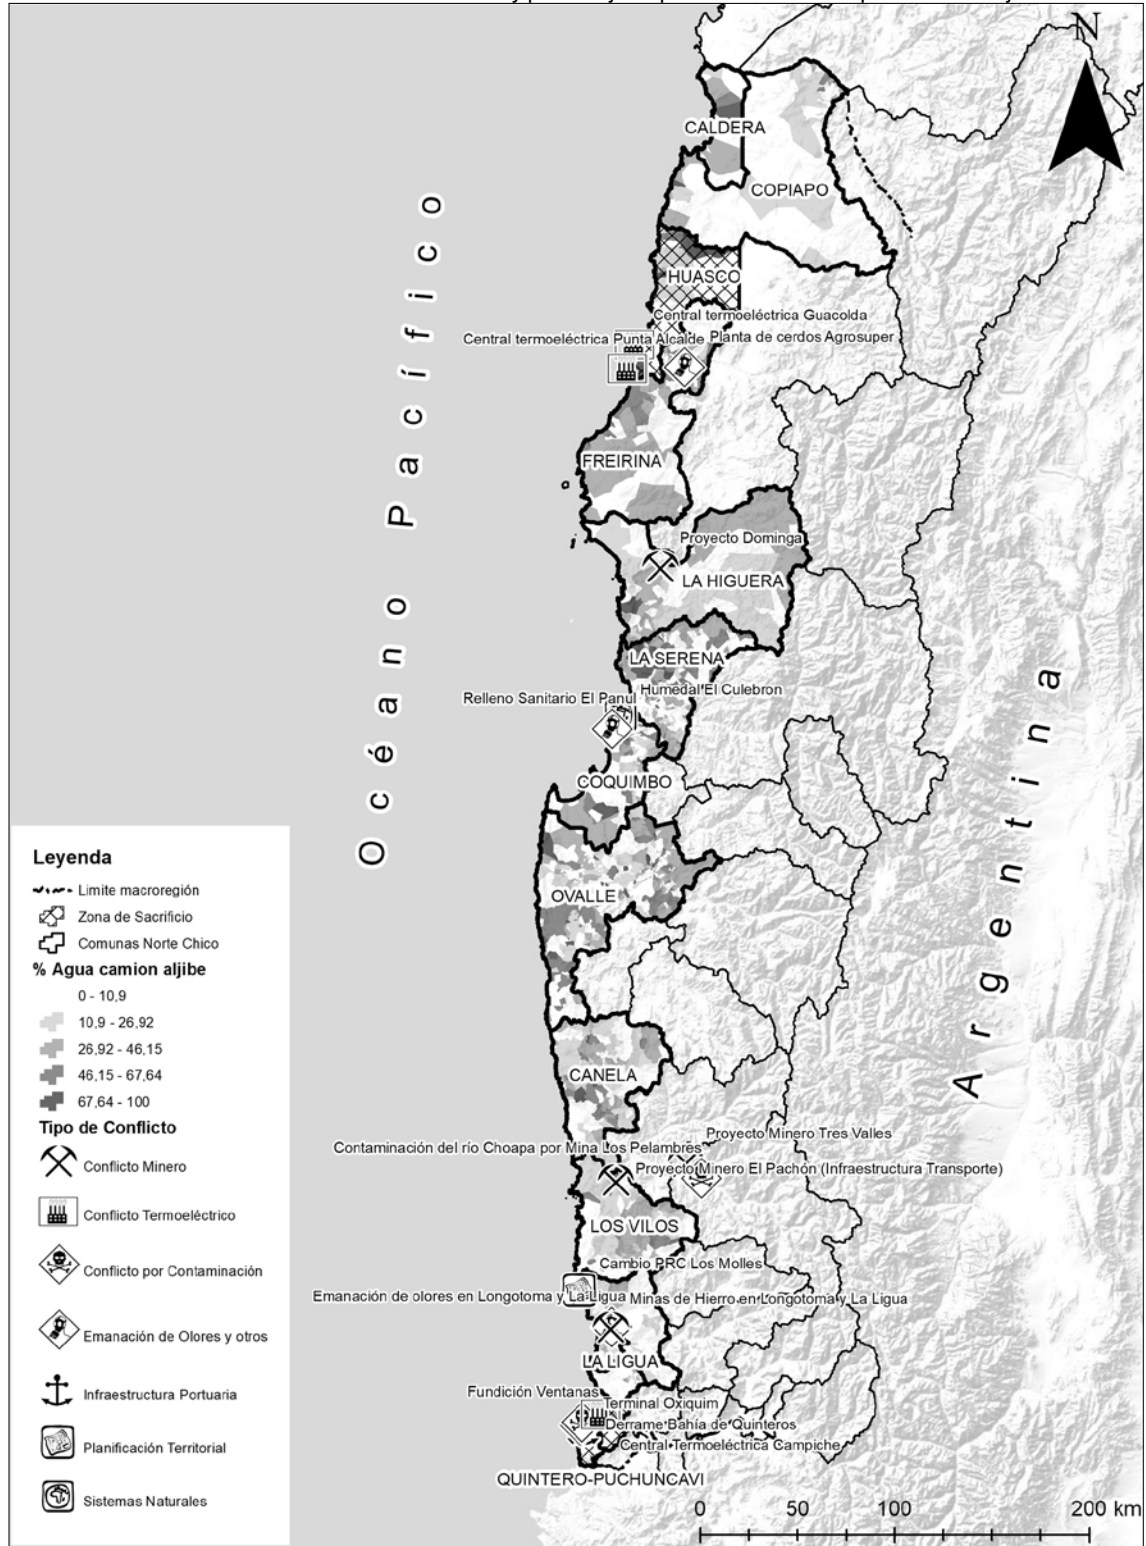 N
CALDERA
COPIAPO
HUASCO
Central termoeléctrica Guacolda
Central termoeléctrica Punta Alcalde
Planta de cerdos Agrosuper
FREIRINA
Proyecto Dominga
LA HIGUERA
LA SERENA
Humedal El Culebron
Relleno Sanitario El Panul
COQUIMBO
OVALLE
CANELA
Proyecto Minero Tres Valles
Contaminación del río Choapa por Mina Los Pelambres
Proyecto Minero El Pachón (Infraestructura Transporte)
LOS VILOS
Cambio PRC Los Molles
Emanación de olores en Longotoma y La Ligua
Minas de Hierro en Longotoma y La Ligua
LA LIGUA
Fundición Ventanas
Terminal Oxiquim
Derrame Bahía de Quinteros
Central Termoeléctrica Campiche
QUINTERO-PUCHUNCAVI
Océano Pacífico
Argentina
Leyenda
Limite macroregión
Zona de Sacrificio
Comunas Norte Chico
% Agua camion aljibe
0 - 10,9
10,9 - 26,92
26,92 - 46,15
46,15 - 67,64
67,64 - 100
Tipo de Conflicto
Conflicto Minero
Conflicto Termoeléctrico
Conflicto por Contaminación
Emanación de Olores y otros
Infraestructura Portuaria
Planificación Territorial
Sistemas Naturales
0 50 100 200 km